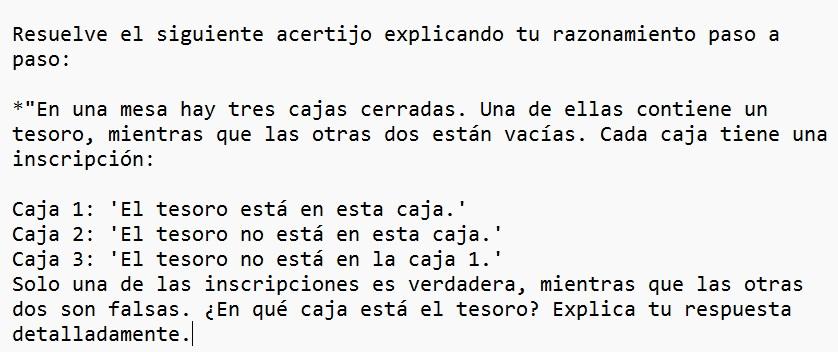 Resuelve el siguiente acertijo explicando tu razonamiento paso a
paso:
*"En una mesa hay tres cajas cerradas. Una de ellas contiene un
tesoro, mientras que las otras dos están vacías. Cada caja tiene una
inscripción:
Caja 1: 'El tesoro está en esta caja.'
Caja 2: 'El tesoro no está en esta caja.'
Caja 3: 'El tesoro no está en la caja 1.'
Solo una de las inscripciones es verdadera, mientras que las otras
dos son falsas. ¿En qué caja está el tesoro? Explica tu respuesta
detalladamente.